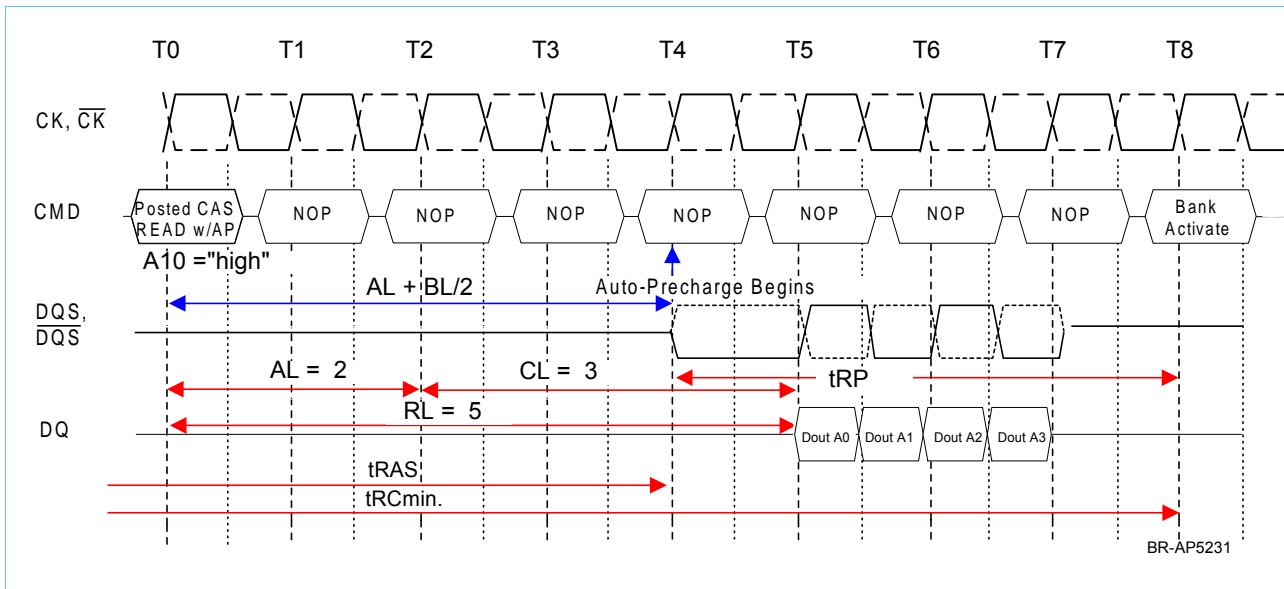 T0 T1 T2 T3 T4 T5 T6 T7 T8
CK, C̅K̅
CMD
Posted CAS
READ w/AP
NOP NOP NOP NOP NOP NOP NOP
Bank
Activate
A10 ="high"
AL + BL/2
Auto-Precharge Begins
DQS,
D̅Q̅S̅
AL = 2
CL = 3
tRP
RL = 5
DQ
Dout A0 Dout A1 Dout A2 Dout A3
tRAS
tRCmin.
BR-AP5231